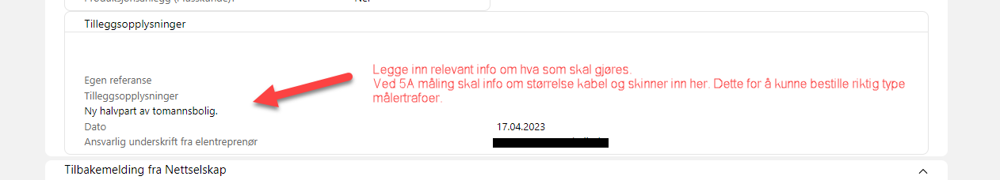 Tilleggsopplysninger
Legge inn relevant info om hva som skal gjøres.
Ved 5A måling skal info om størrelse kabel og skinner inn her. Dette for å kunne bestille riktig type
målertrafoer.
Egen referanse
Tilleggsopplysninger
Ny halvpart av tomannsbolig.
Dato 17.04.2023
Ansvarlig underskrift fra elentreprenør
Tilbakemelding fra Nettselskap